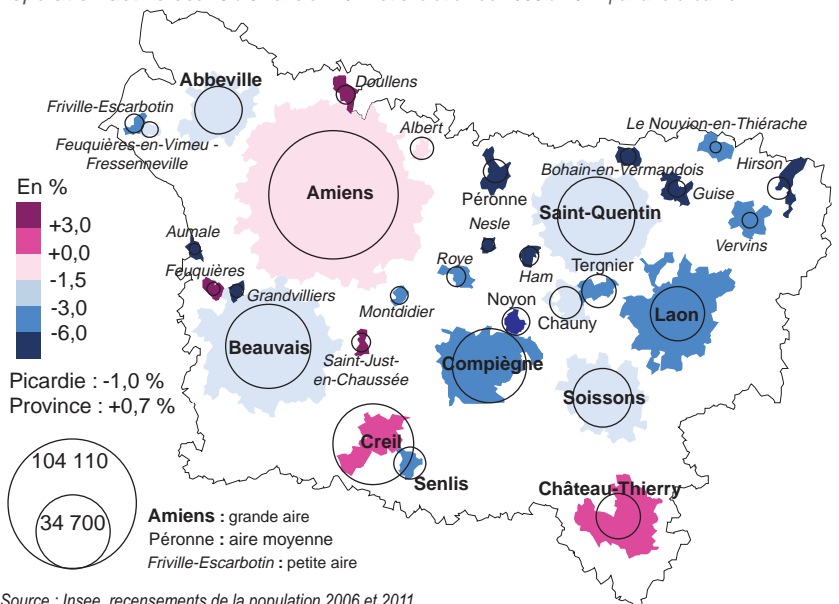 Abbeville
Doullens
Friville-Escarbotin
Albert
Le Nouvion-en-Thiérache
Feuquières-en-Vimeu -
Fressenneville
Bohain-en-Vermandois
Hirson
En %
Amiens
Péronne
Guise
Saint-Quentin
+3,0
+0,0
-1,5
-3,0
-6,0
Aumale
Nesle
Vervins
Feuquières
Roye
Ham
Tergnier
Grandvilliers
Montdidier
Noyon
Chauny
Laon
Beauvais
Saint-Just-
en-Chaussée
Compiègne
Picardie : -1,0 %
Province : +0,7 %
Soissons
Creil
Senlis
Château-Thierry
104 110
34 700
Amiens : grande aire
Péronne : aire moyenne
Friville-Escarbotin : petite aire
Source : Insee, recensements de la population 2006 et 2011